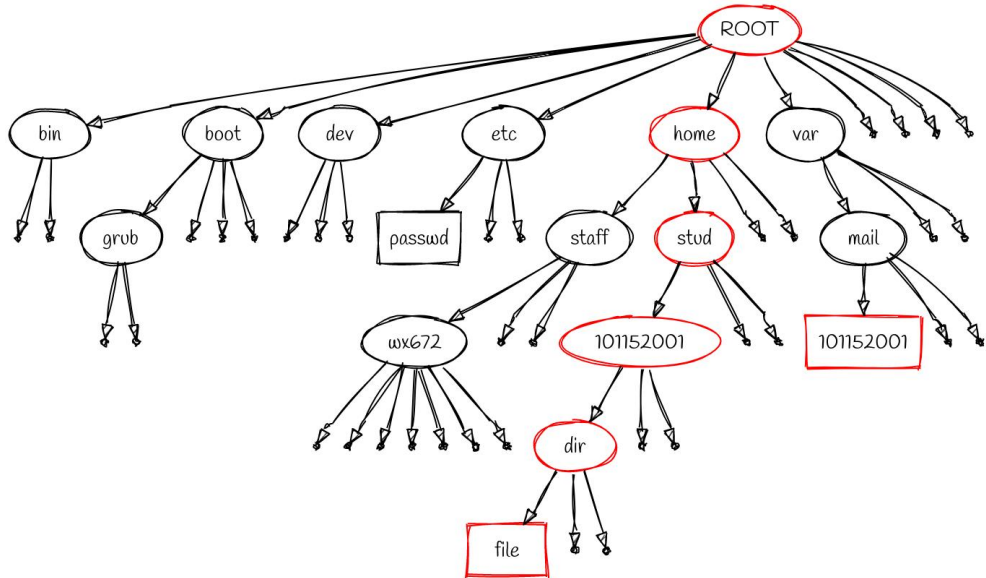 ROOT
bin
boot
dev
etc
home
var
grub
passwd
staff
stud
mail
wx672
101152001
101152001
dir
file